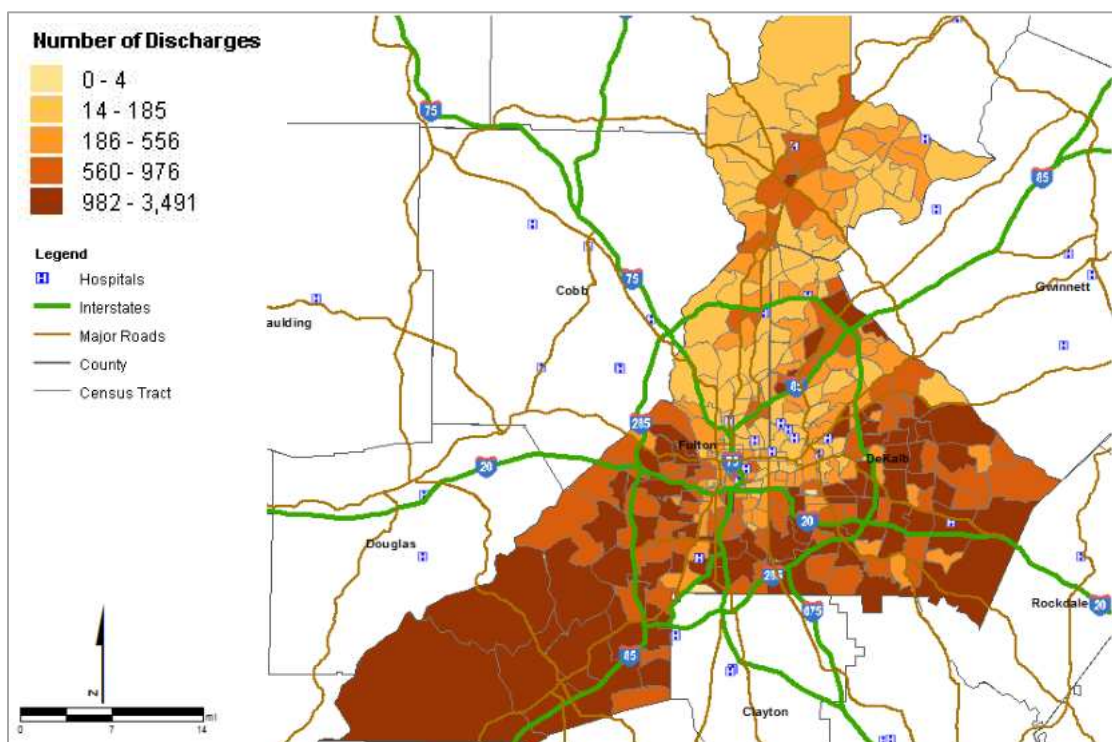 Number of Discharges
0 - 4
14 - 185
186 - 556
560 - 976
982 - 3,491
Legend
H Hospitals
Interstates
Major Roads
County
Census Tract
75
85
75
Cobb
Gwinnett
aulding
85
285
Fulton
DeKalb
20
75
20
Douglas
285
Rockdale
20
675
85
Clayton
N
0 7 14 mi